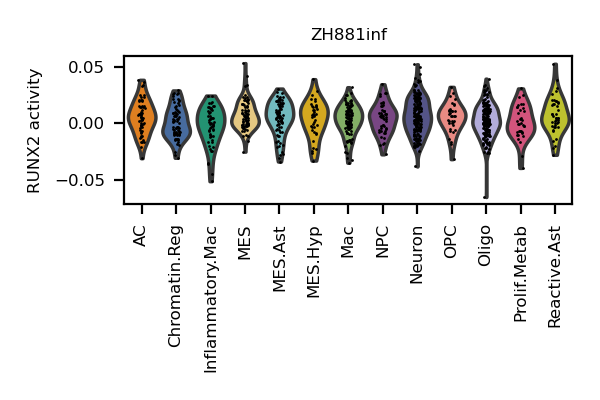 ZH881inf
RUNX2 activity
0.05
0.00
−0.05
AC
Chromatin.Reg
Inflammatory.Mac
MES
MES.Ast
MES.Hyp
Mac
NPC
Neuron
OPC
Oligo
Prolif.Metab
Reactive.Ast